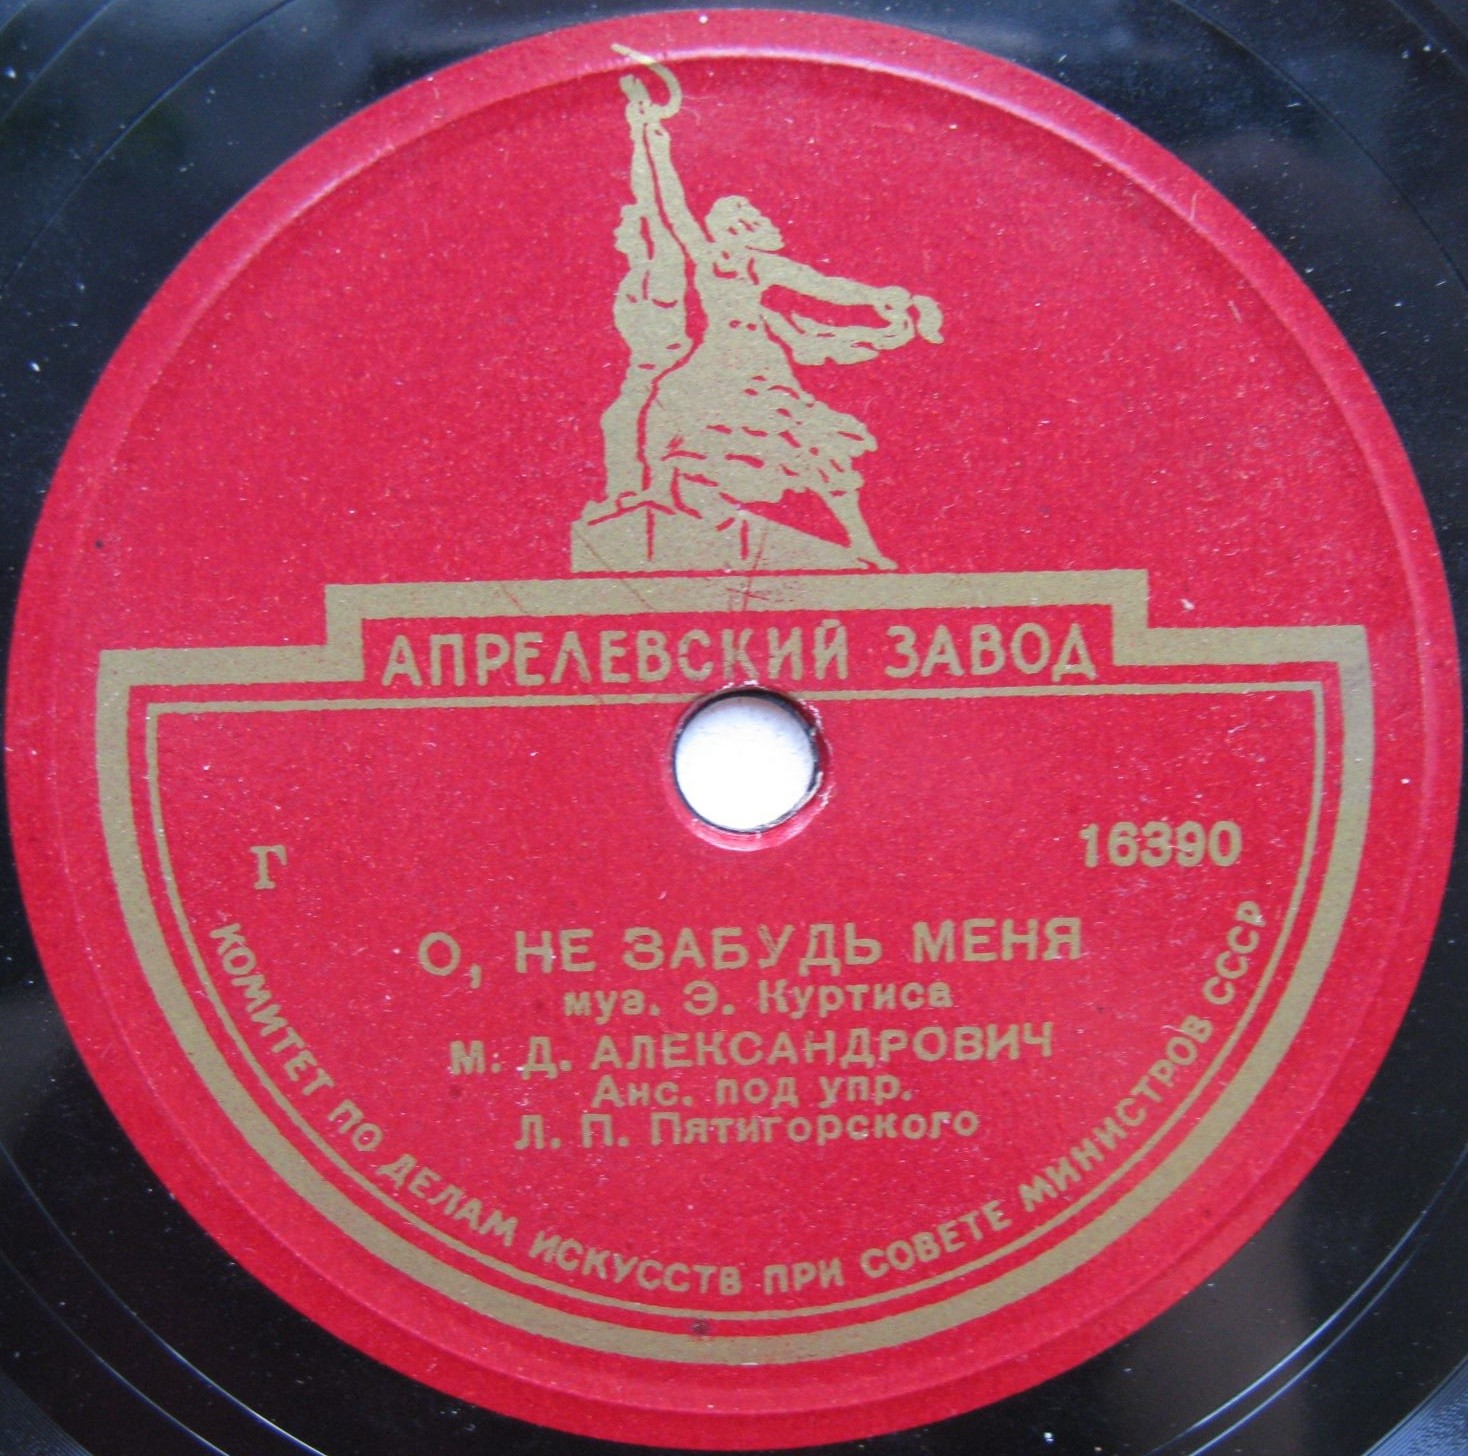 АПРЕЛЕВСКИЙ ЗАВОД
Г
16390
О, НЕ ЗАБУДЬ МЕНЯ
муз. Э. Куртиса
М. Д. АЛЕКСАНДРОВИЧ
Анс. под упр.
Л. П. Пятигорского
КОМИТЕТ ПО ДЕЛАМ ИСКУССТВ ПРИ СОВЕТЕ МИНИСТРОВ СССР